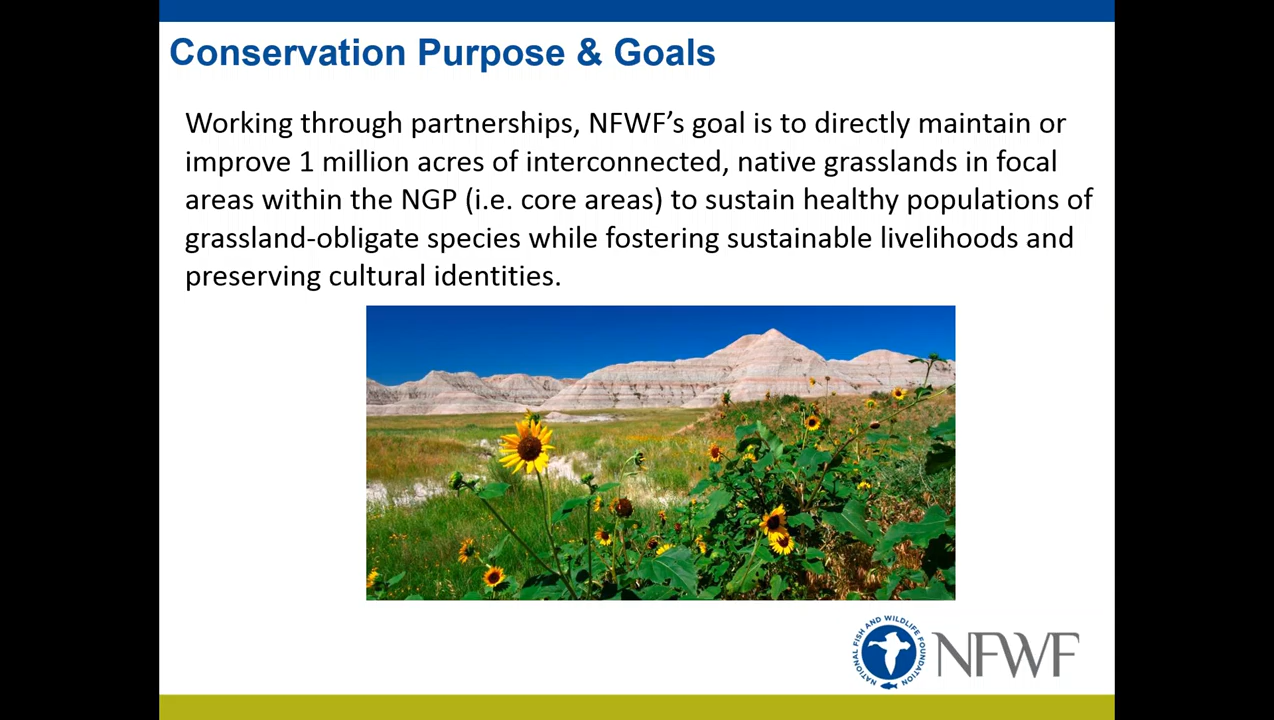 Conservation Purpose & Goals
Working through partnerships, NFWF’s goal is to directly maintain or
improve 1 million acres of interconnected, native grasslands in focal
areas within the NGP (i.e. core areas) to sustain healthy populations of
grassland-obligate species while fostering sustainable livelihoods and
preserving cultural identities.
NATIONAL FISH AND WILDLIFE FOUNDATION
NFWF